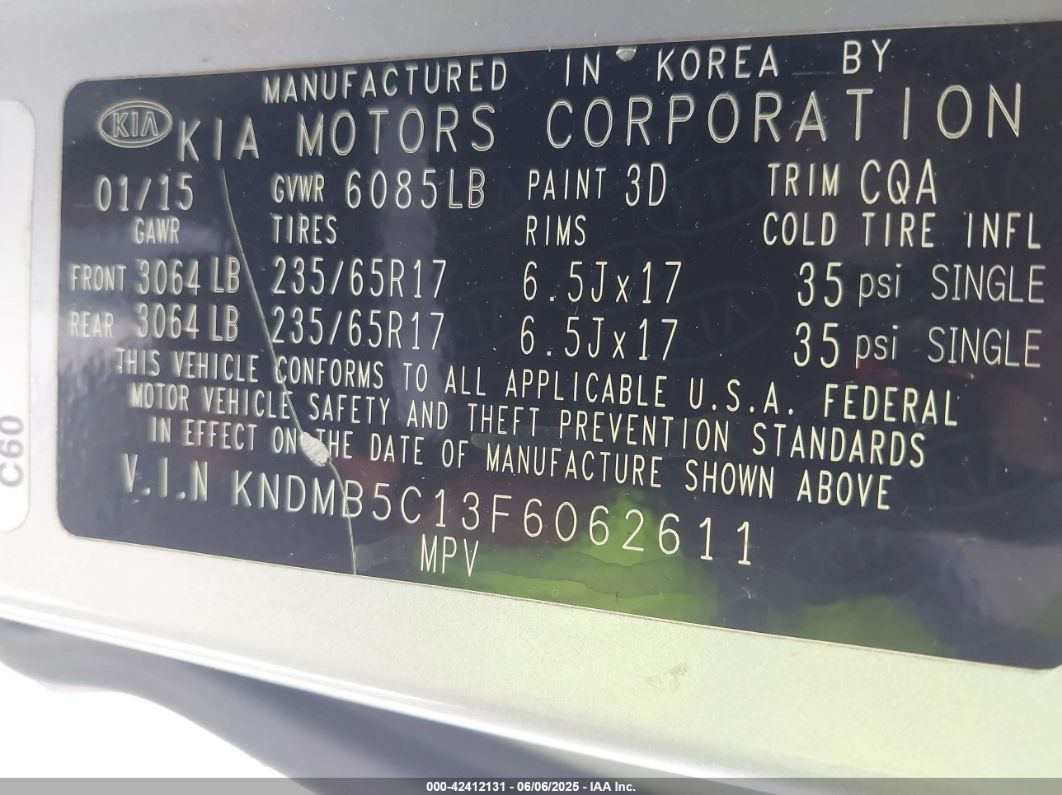 MANUFACTURED IN KOREA BY
KIA KIA MOTORS CORPORATION
01/15 GVWR 6085LB PAINT 3D TRIM CQA
GAWR TIRES RIMS COLD TIRE INFL
FRONT 3064 LB 235/65R17 6.5Jx17 35 psi SINGLE
REAR 3064 LB 235/65R17 6.5Jx17 35 psi SINGLE
THIS VEHICLE CONFORMS TO ALL APPLICABLE U.S.A. FEDERAL
MOTOR VEHICLE SAFETY AND THEFT PREVENTION STANDARDS
IN EFFECT ON THE DATE OF MANUFACTURE SHOWN ABOVE
V.I.N KNDMB5C13F6062611
MPV
C60
000-42412131 - 06/06/2025 - IAA Inc.